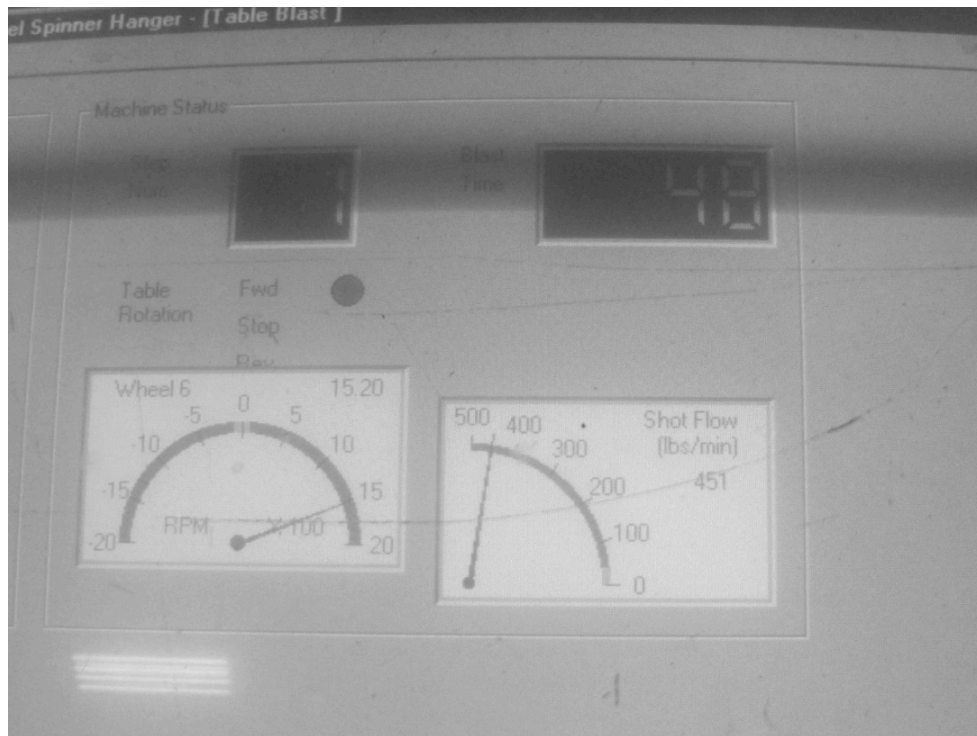 el Spinner Hanger - [Table Blast ]
Machine Status
Step
Num
1
Blast
Time
48
Table
Rotation
Fwd
Stop
Rev
Wheel 6
15.20
-20
-15
-10
-5
0
5
10
15
20
RPM
X 100
Shot Flow
(lbs/min)
451
500
400
300
200
100
0